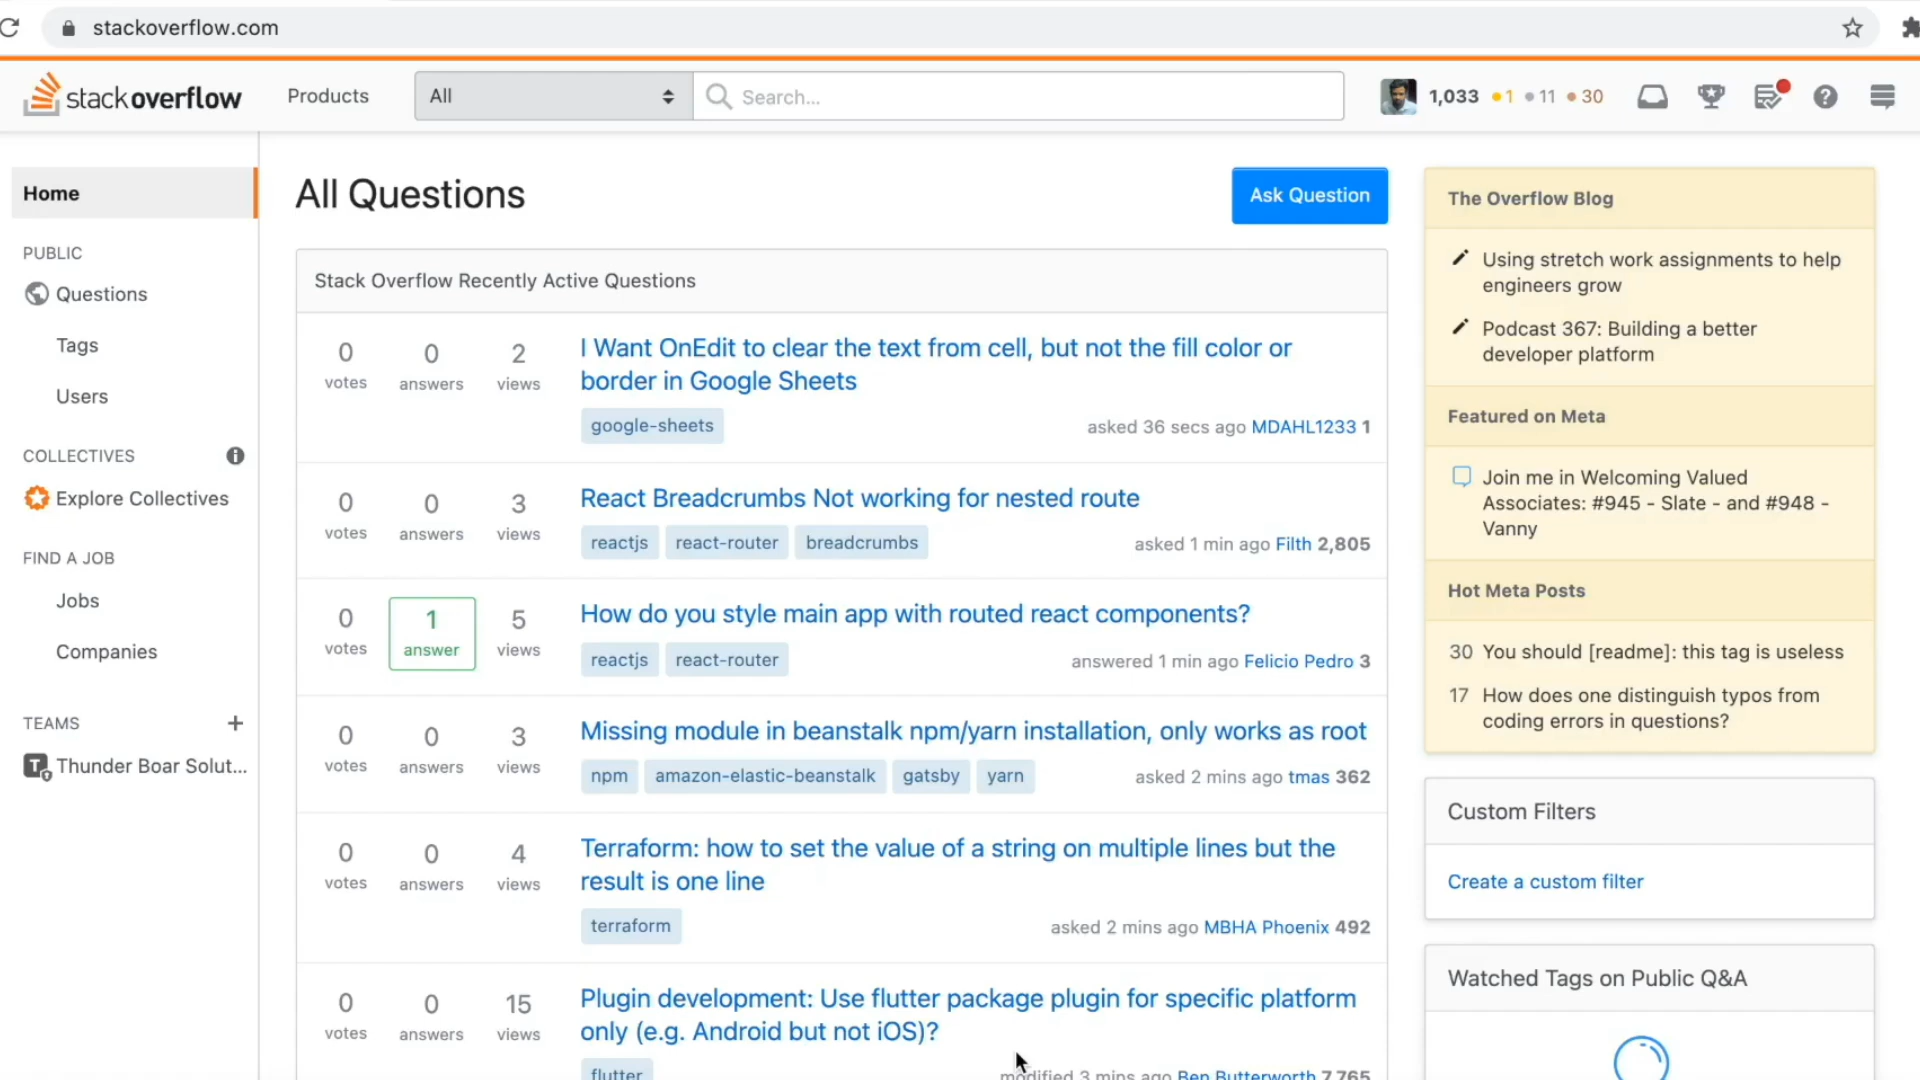 stackoverflow.com
stackoverflow
Products
All
Search...
1,033 1 11 30
Home
PUBLIC
Questions
Tags
Users
COLLECTIVES
Explore Collectives
FIND A JOB
Jobs
Companies
TEAMS
Thunder Boar Solut...
All Questions
Ask Question
Stack Overflow Recently Active Questions
0 votes
0 answers
2 views
I Want OnEdit to clear the text from cell, but not the fill color or
border in Google Sheets
google-sheets
asked 36 secs ago MDAHL1233 1
0 votes
0 answers
3 views
React Breadcrumbs Not working for nested route
reactjs react-router breadcrumbs
asked 1 min ago Filth 2,805
0 votes
1 answer
5 views
How do you style main app with routed react components?
reactjs react-router
answered 1 min ago Felicio Pedro 3
0 votes
0 answers
3 views
Missing module in beanstalk npm/yarn installation, only works as root
npm amazon-elastic-beanstalk gatsby yarn
asked 2 mins ago tmas 362
0 votes
0 answers
4 views
Terraform: how to set the value of a string on multiple lines but the
result is one line
terraform
asked 2 mins ago MBHA Phoenix 492
0 votes
0 answers
15 views
Plugin development: Use flutter package plugin for specific platform
only (e.g. Android but not iOS)?
flutter
modified 3 mins ago Ben Butterworth 7,765
The Overflow Blog
Using stretch work assignments to help
engineers grow
Podcast 367: Building a better
developer platform
Featured on Meta
Join me in Welcoming Valued
Associates: #945 - Slate - and #948 -
Vanny
Hot Meta Posts
30 You should [readme]: this tag is useless
17 How does one distinguish typos from
coding errors in questions?
Custom Filters
Create a custom filter
Watched Tags on Public Q&A